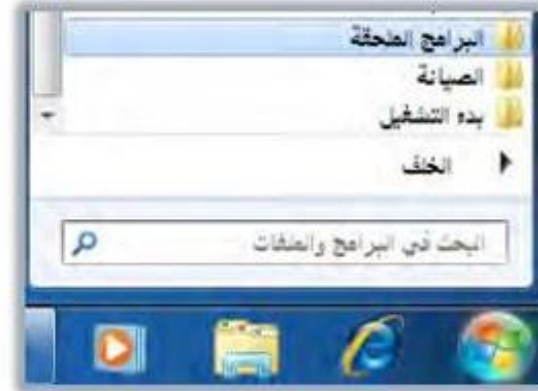 البرامج الملحقة
الصيانة
بدء التشغيل
الخلف
البحث في البرامج والملفات